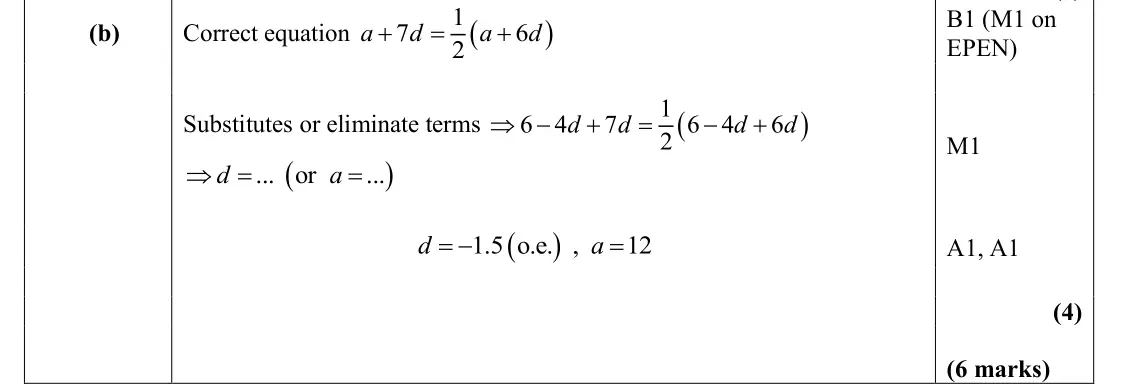 (b) Correct equation a + 7d = 1/2 (a + 6d) B1 (M1 on EPEN)
Substitutes or eliminate terms ⇒ 6 − 4d + 7d = 1/2 (6 − 4d + 6d)
⇒ d = ... (or a = ...) M1
d = −1.5 (o.e.) , a = 12 A1, A1
(4)
(6 marks)